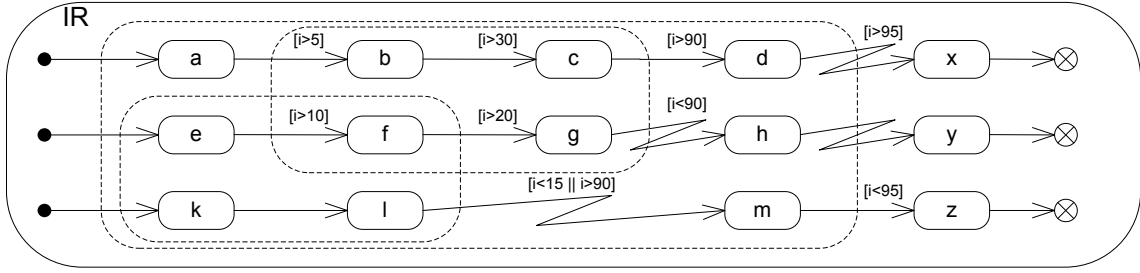 IR
[i>5] [i>30] [i>90] [i>95]
a b c d x
[i>10] [i>20] [i<90]
e f g h y
[i<15 || i>90] [i<95]
k l m z